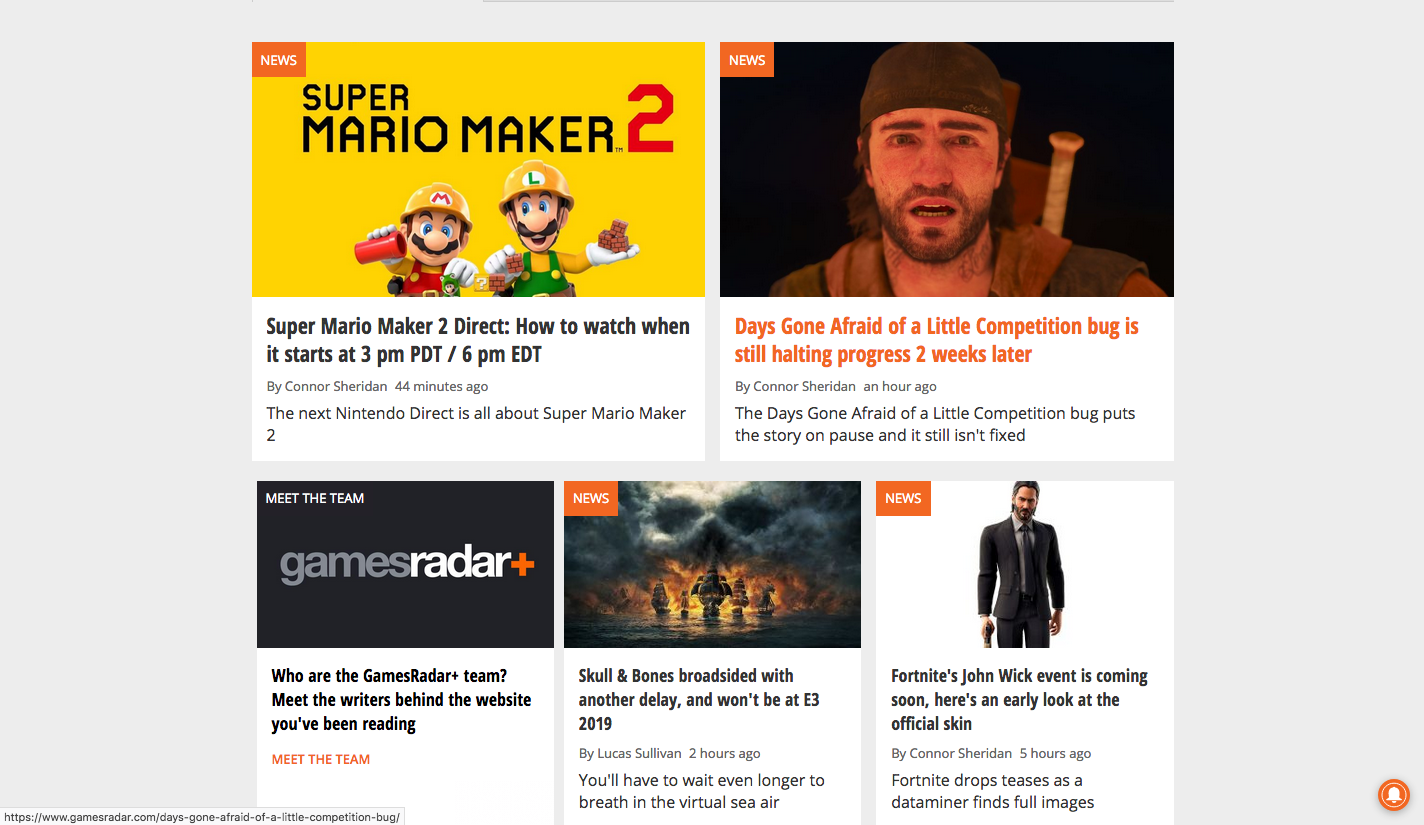 NEWS
SUPER
MARIO MAKER 2
TM
M
L
?
Super Mario Maker 2 Direct: How to watch when
it starts at 3 pm PDT / 6 pm EDT
By Connor Sheridan 44 minutes ago
The next Nintendo Direct is all about Super Mario Maker
2
NEWS
Days Gone Afraid of a Little Competition bug is
still halting progress 2 weeks later
By Connor Sheridan an hour ago
The Days Gone Afraid of a Little Competition bug puts
the story on pause and it still isn't fixed
MEET THE TEAM
gamesradar+
Who are the GamesRadar+ team?
Meet the writers behind the website
you've been reading
MEET THE TEAM
NEWS
Skull & Bones broadsided with
another delay, and won't be at E3
2019
By Lucas Sullivan 2 hours ago
You'll have to wait even longer to
breath in the virtual sea air
NEWS
Fortnite's John Wick event is coming
soon, here's an early look at the
official skin
By Connor Sheridan 5 hours ago
Fortnite drops teases as a
dataminer finds full images
https://www.gamesradar.com/days-gone-afraid-of-a-little-competition-bug/